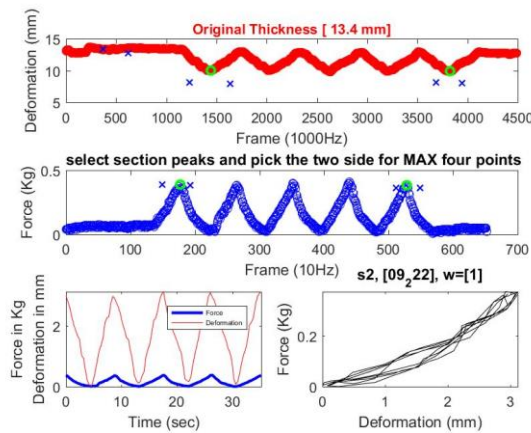 Original Thickness [ 13.4 mm]
Deformation (mm)
15
10
5
0 500 1000 1500 2000 2500 3000 3500 4000 4500
Frame (1000Hz)
select section peaks and pick the two side for MAX four points
Force (Kg)
0.5
0
0 100 200 300 400 500 600 700
Frame (10Hz)
Force in Kg
Deformation in mm
2
0
Force
Deformation
0 10 20 30
Time (sec)
s2, [09222], w=[1]
Force (Kg)
0.2
0
0 1 2 3
Deformation (mm)